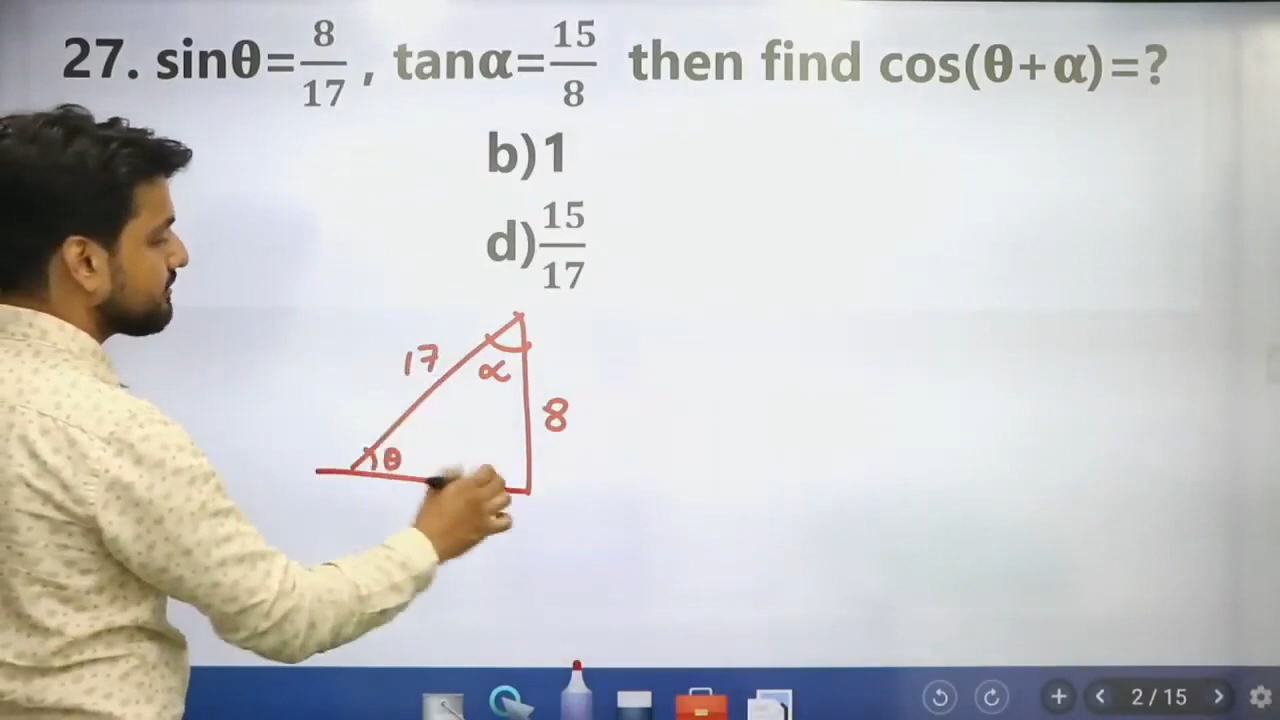 27. sinθ=8/17 , tanα=15/8 then find cos(θ+α)=?
b)1
d)15/17
17
α
8
θ
2 / 15